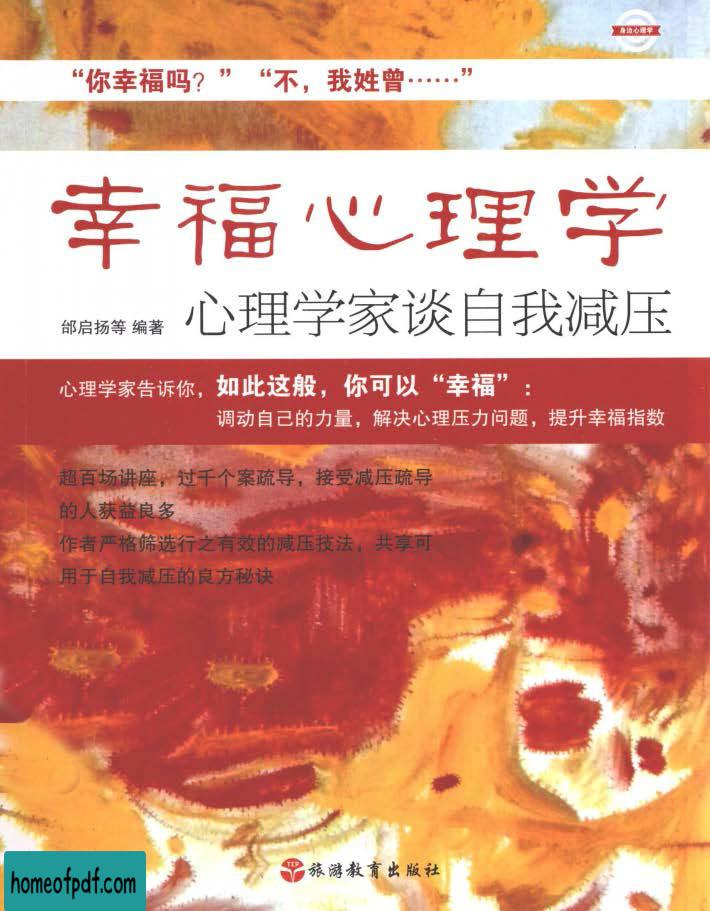 身边心理学
“你幸福吗？” “不，我姓曾……”
幸福心理学
邰启扬等 编著 心理学家谈自我减压
心理学家告诉你，如此这般，你可以“幸福”：
调动自己的力量，解决心理压力问题，提升幸福指数
超百场讲座，过千个案疏导，接受减压疏导
的人获益良多
作者严格筛选行之有效的减压技法，共享可
用于自我减压的良方秘诀
TEP 旅游教育出版社
homeofpdf.com